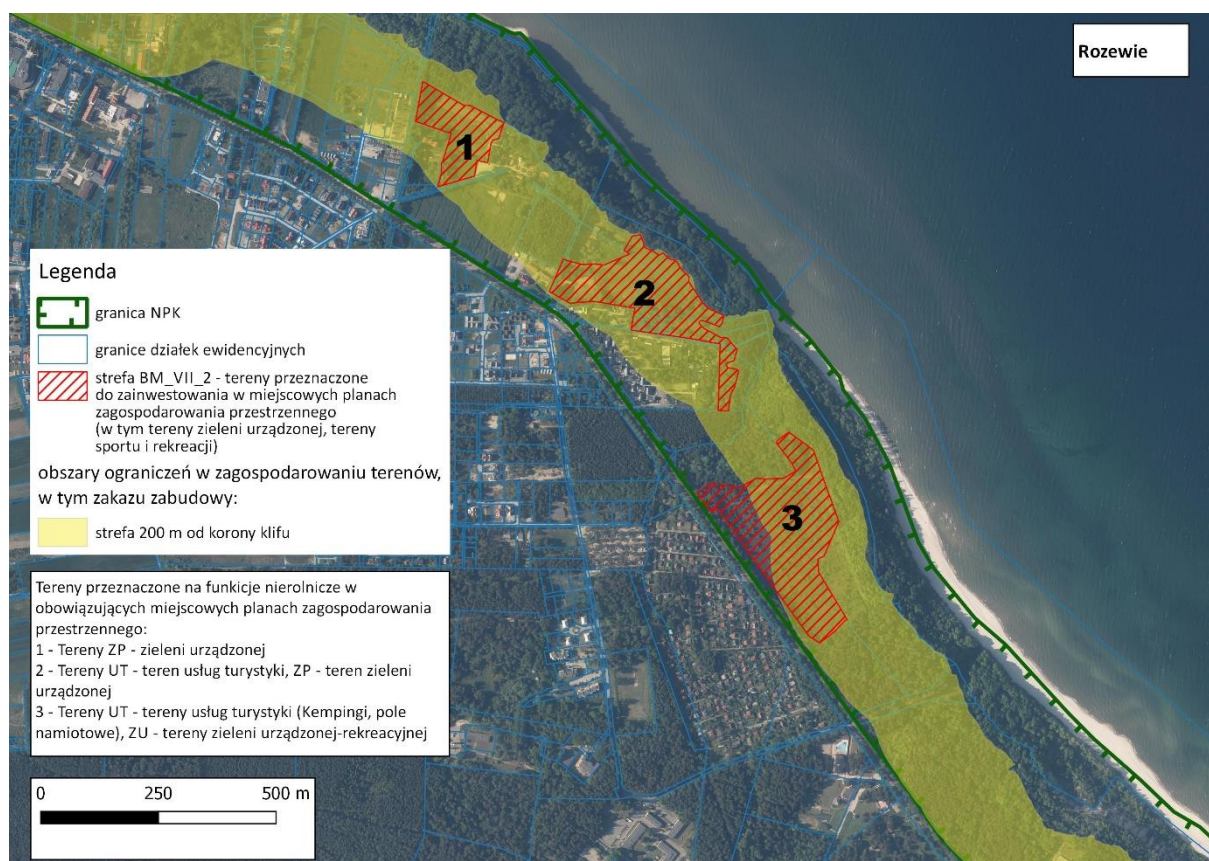 Rozewie
1
2
3
Legenda
granica NPK
granice działek ewidencyjnych
strefa BM_VII_2 - tereny przeznaczone
do zainwestowania w miejscowych planach
zagospodarowania przestrzennego
(w tym tereny zieleni urządzonej, tereny
sportu i rekreacji)
obszary ograniczeń w zagospodarowaniu terenów,
w tym zakazu zabudowy:
strefa 200 m od korony klifu
Tereny przeznaczone na funkicje nierolnicze w
obowiązujących miejscowych planach zagospodarowania
przestrzennego:
1 - Tereny ZP - zieleni urządzonej
2 - Tereny UT - teren usług turystyki, ZP - teren zieleni
urządzonej
3 - Tereny UT - tereny usług turystyki (Kempingi, pole
namiotowe), ZU - tereny zieleni urządzonej-rekreacyjnej
0 250 500 m